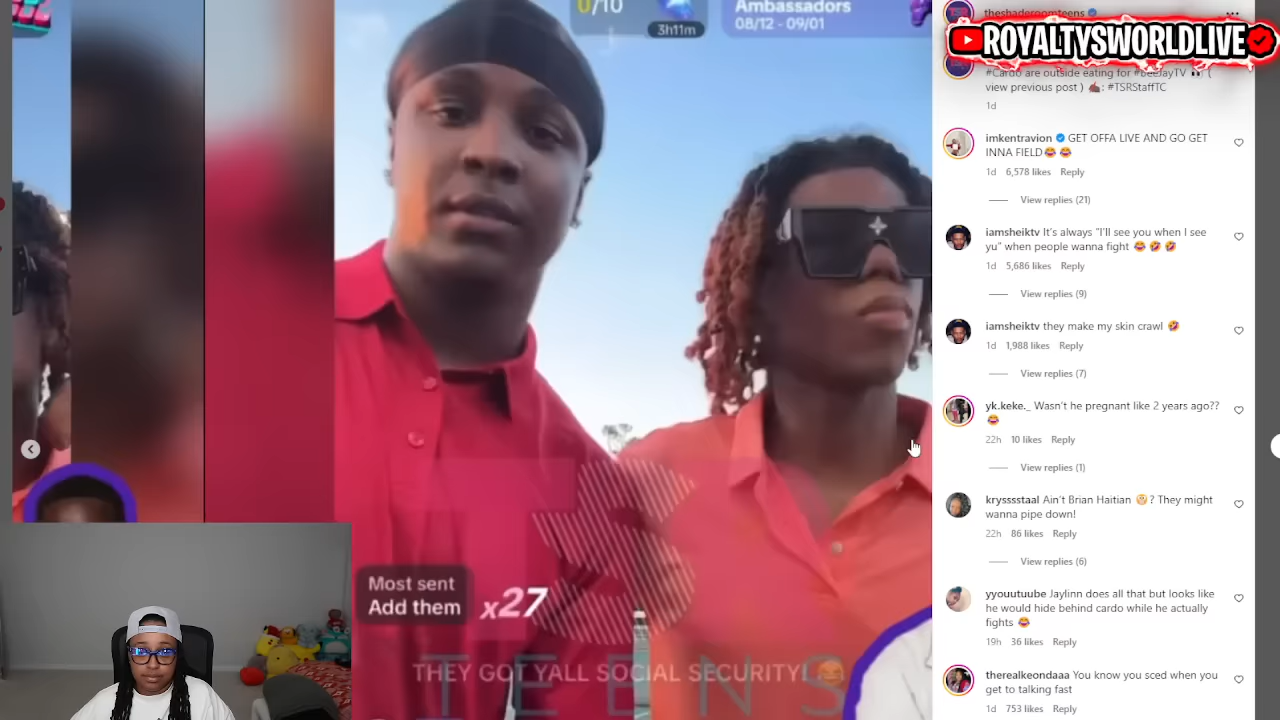 0/10
3h11m
Ambassadors
08/12 - 09/01
Most sent
Add them
x27
THEY GOT YALL SOCIAL SECURITY!
TEENS
theshaderoomteens
ROYALTYSWORLDLIVE
#Cardo are outside eating for #BeeJayTV 👀 (
view previous post ) : #TSRStaffTC
1d
imkentravion GET OFFA LIVE AND GO GET
INNA FIELD😂 😂
1d 6,578 likes Reply
View replies (21)
iamsheiktv It's always "I'll see you when I see
yu" when people wanna fight 😂 🤣 🤣
1d 5,686 likes Reply
View replies (9)
iamsheiktv they make my skin crawl 🤣
1d 1,988 likes Reply
View replies (7)
yk.keke._ Wasn't he pregnant like 2 years ago??
😂
22h 10 likes Reply
View replies (1)
krysssstaal Ain't Brian Haitian ? They might
wanna pipe down!
22h 86 likes Reply
View replies (6)
yyouutuube Jaylinn does all that but looks like
he would hide behind cardo while he actually
fights 😂
19h 36 likes Reply
therealkeondaaa You know you sced when you
get to talking fast
1d 753 likes Reply